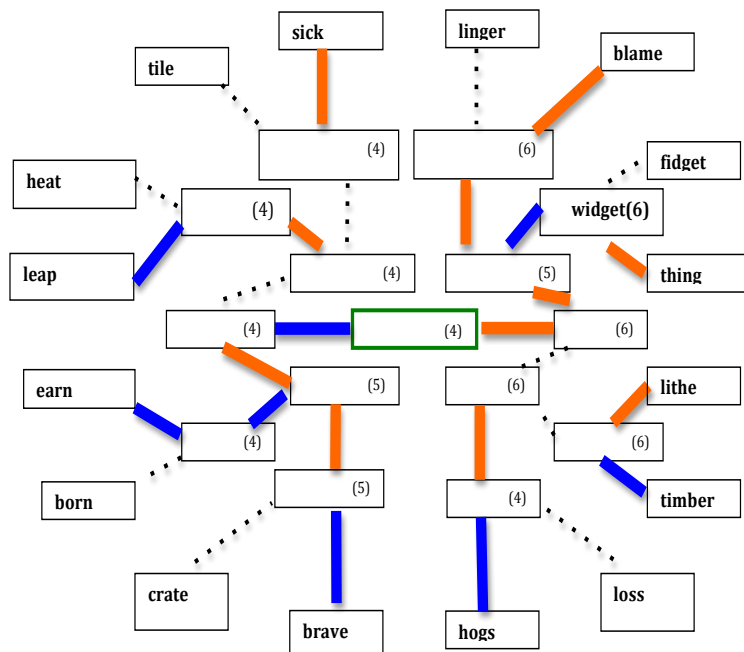 sick
linger
blame
tile
(4)
(6)
fidget
heat
(4)
widget(6)
leap
(4)
(5)
thing
(4)
(4)
(6)
earn
(5)
(6)
lithe
(4)
(6)
born
(5)
(4)
timber
crate
loss
brave
hogs